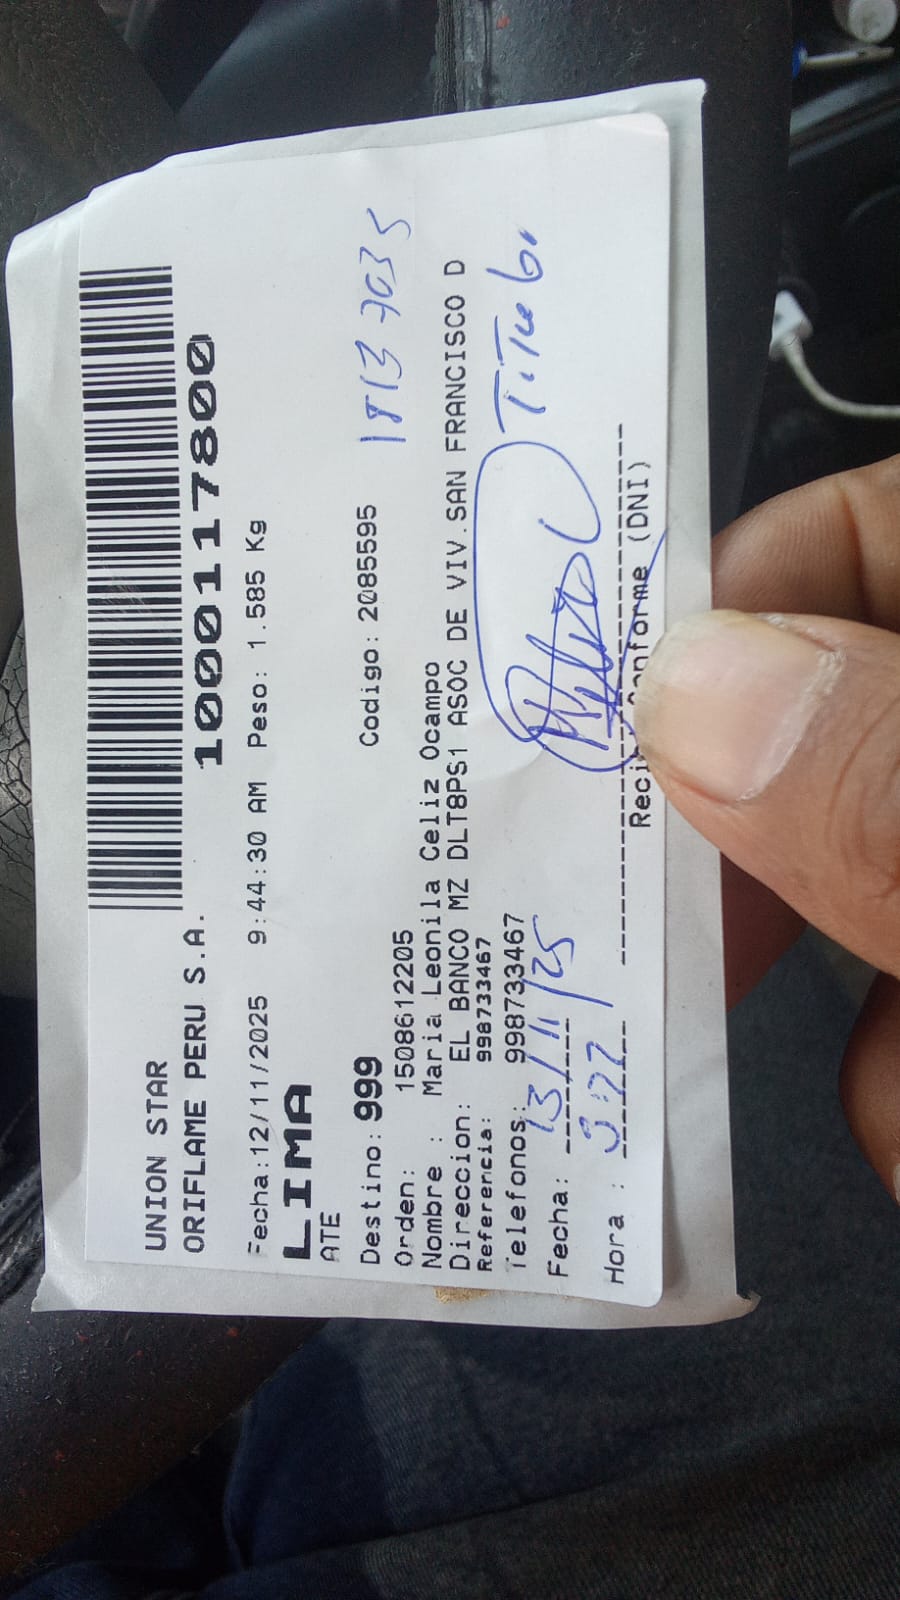 UNION STAR
ORIFLAME PERU S.A.
1000117800
Fecha:12/11/2025 9:44:30 AM Peso: 1.585 Kg
LIMA
ATE
Destino: 999 Codigo: 2085595
Orden: 1508612205
Nombre : Maria Leonila Celiz Ocampo
Direccion: EL BANCO MZ DLT8PS1 ASOC DE VIV.SAN FRANCISCO D
Referencia: 998733467
Telefonos: 998733467
Fecha: 13/11/25
Titular
Hora :
(DNI)